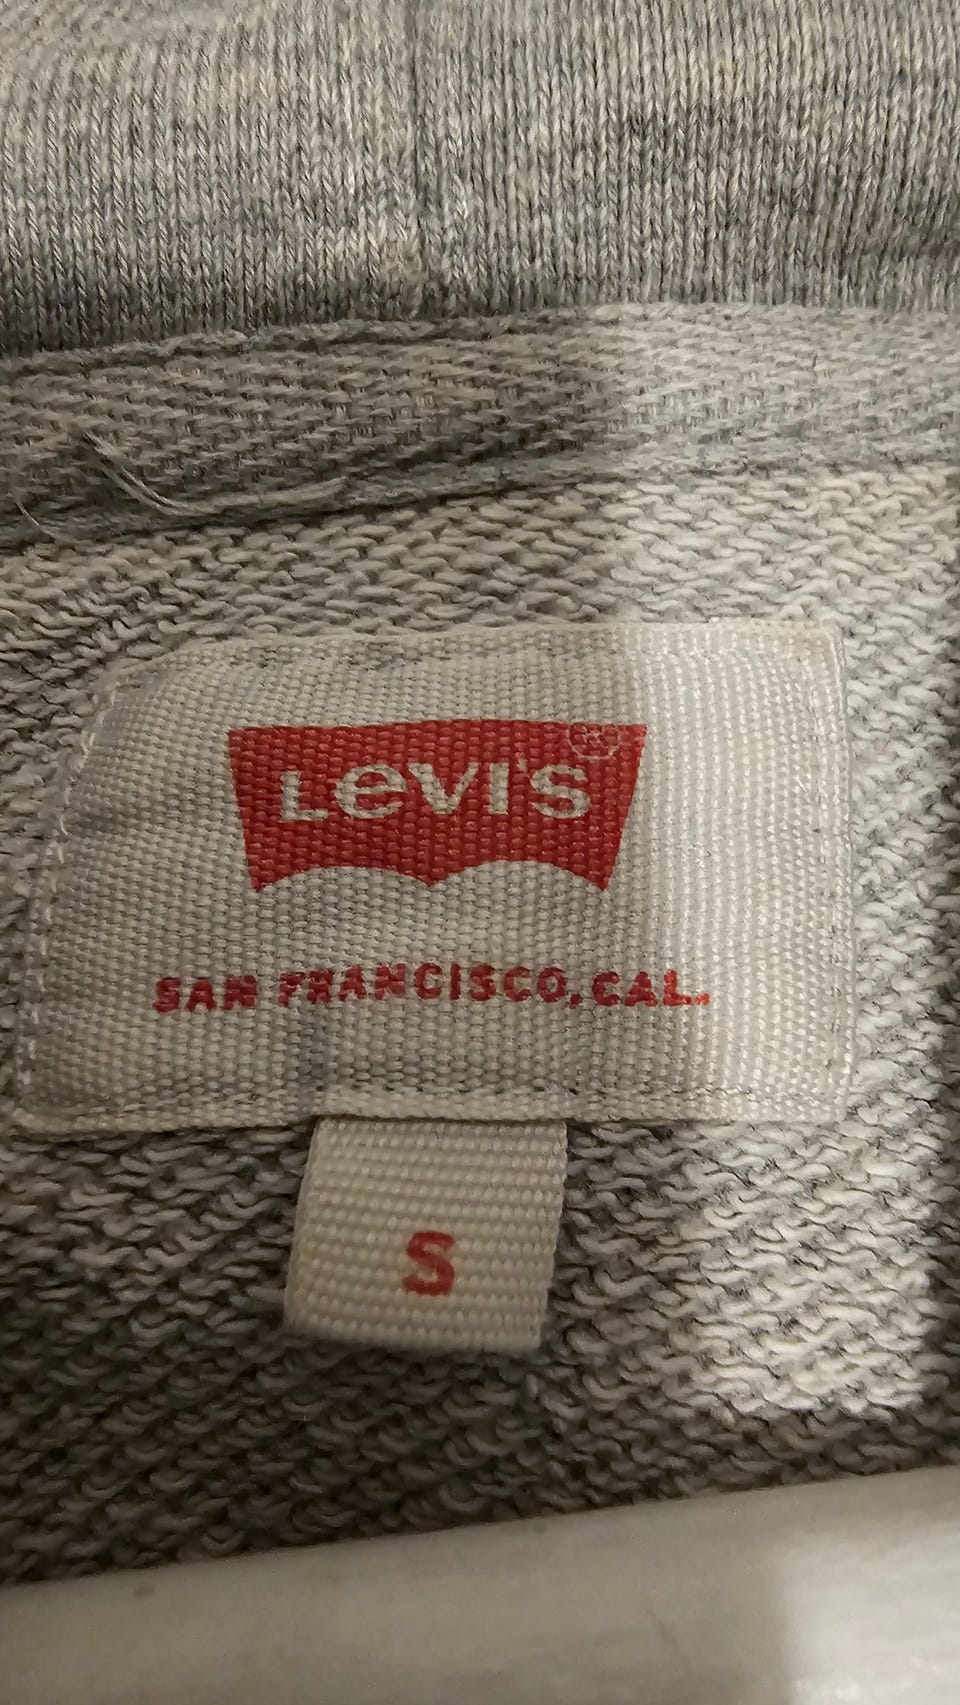 LeVI'S ®
SAN FRANCISCO, CAL.
S